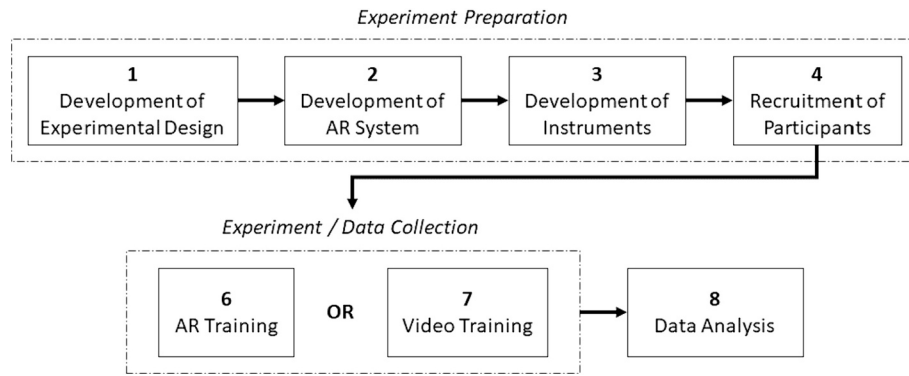 Experiment Preparation
1
Development of
Experimental Design
2
Development of
AR System
3
Development of
Instruments
4
Recruitment of
Participants
Experiment / Data Collection
6
AR Training
OR
7
Video Training
8
Data Analysis